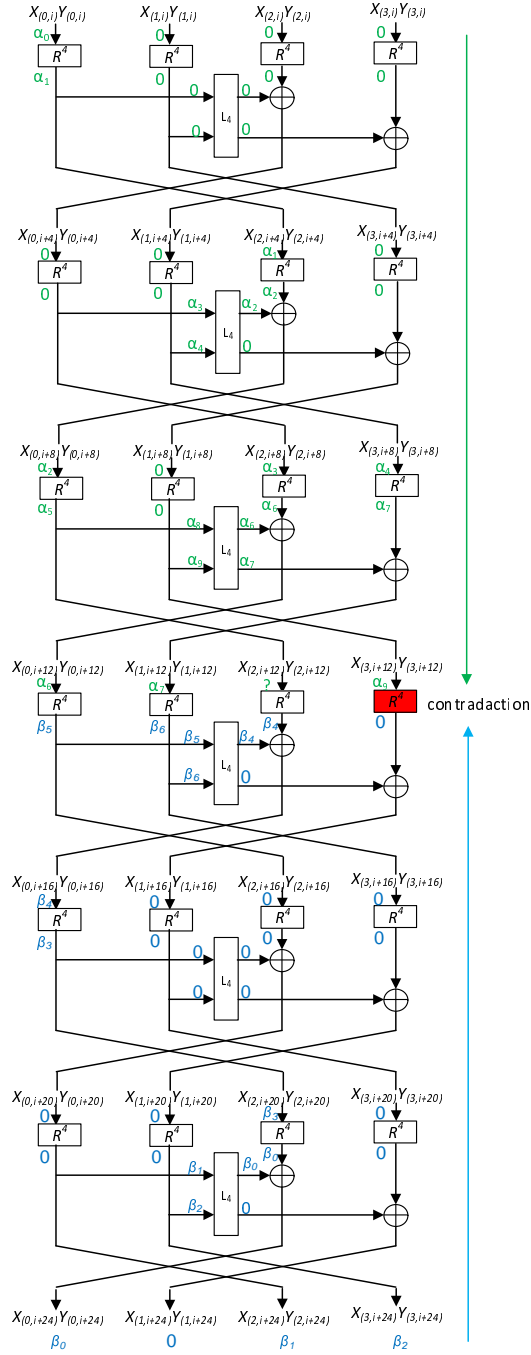 X(0,i)Y(0,i) X(1,i)Y(1,i) X(2,i)Y(2,i) X(3,i)Y(3,i)
α0 0 0 0
R4 R4 R4 R4
α1 0 0 0
0 0
L4
0 0
X(0,i+4)Y(0,i+4) X(1,i+4)Y(1,i+4) X(2,i+4)Y(2,i+4) X(3,i+4)Y(3,i+4)
0 0 α1 0
R4 R4 R4 R4
0 0 α2 0
α3 α2
L4
α4 0
X(0,i+8)Y(0,i+8) X(1,i+8)Y(1,i+8) X(2,i+8)Y(2,i+8) X(3,i+8)Y(3,i+8)
α2 0 α3 α4
R4 R4 R4 R4
α5 0 α6 α7
α8 α6
L4
α9 α7
X(0,i+12)Y(0,i+12) X(1,i+12)Y(1,i+12) X(2,i+12)Y(2,i+12) X(3,i+12)Y(3,i+12)
α6 α7 ? α9
R4 R4 R4 R4 contradaction
β5 β6 β4 0
β5 β4
L4
β6 0
X(0,i+16)Y(0,i+16) X(1,i+16)Y(1,i+16) X(2,i+16)Y(2,i+16) X(3,i+16)Y(3,i+16)
β4 0 0 0
R4 R4 R4 R4
β3 0 0 0
0 0
L4
0 0
X(0,i+20)Y(0,i+20) X(1,i+20)Y(1,i+20) X(2,i+20)Y(2,i+20) X(3,i+20)Y(3,i+20)
0 0 β3 0
R4 R4 R4 R4
0 0 β0 0
β1 β0
L4
β2 0
X(0,i+24)Y(0,i+24) X(1,i+24)Y(1,i+24) X(2,i+24)Y(2,i+24) X(3,i+24)Y(3,i+24)
β0 0 β1 β2